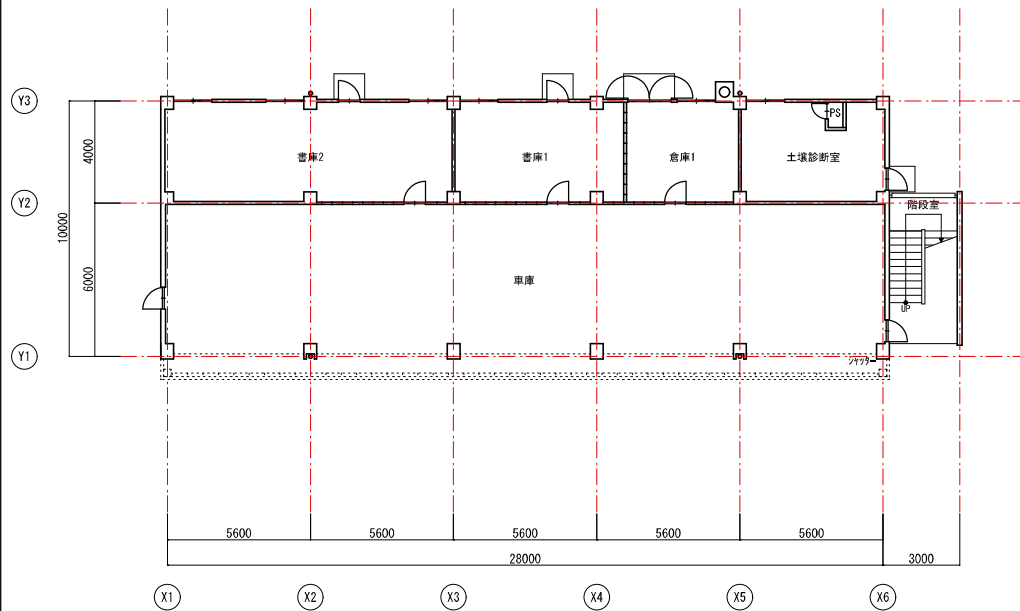 Y3
4000
書庫2
書庫1
倉庫1
土壌診断室
PS
Y2
階段室
10000
6000
車庫
UP
Y1
シャッター
5600
5600
5600
5600
5600
28000
3000
X1
X2
X3
X4
X5
X6